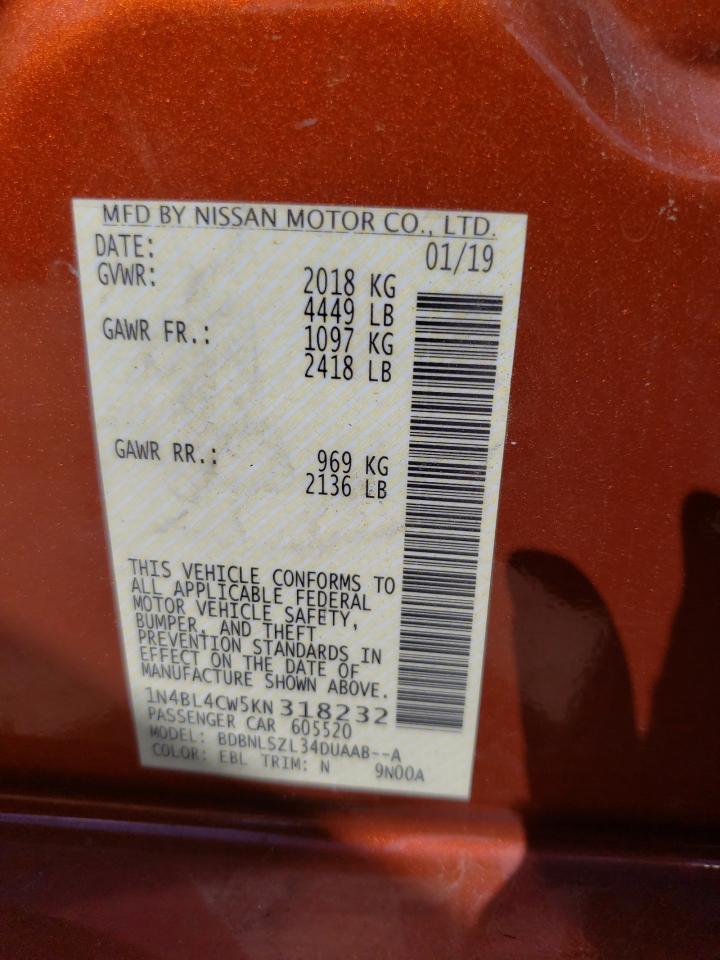 MFD BY NISSAN MOTOR CO., LTD.
DATE: 01/19
GVWR: 2018 KG
4449 LB
GAWR FR.: 1097 KG
2418 LB
GAWR RR.: 969 KG
2136 LB
THIS VEHICLE CONFORMS TO
ALL APPLICABLE FEDERAL
MOTOR VEHICLE SAFETY,
BUMPER, AND THEFT
PREVENTION STANDARDS IN
EFFECT ON THE DATE OF
MANUFACTURE SHOWN ABOVE.
1N4BL4CW5KN318232
PASSENGER CAR 605520
MODEL: BDBNLSZL34DUAAB--A
COLOR: EBL TRIM: N 9N00A